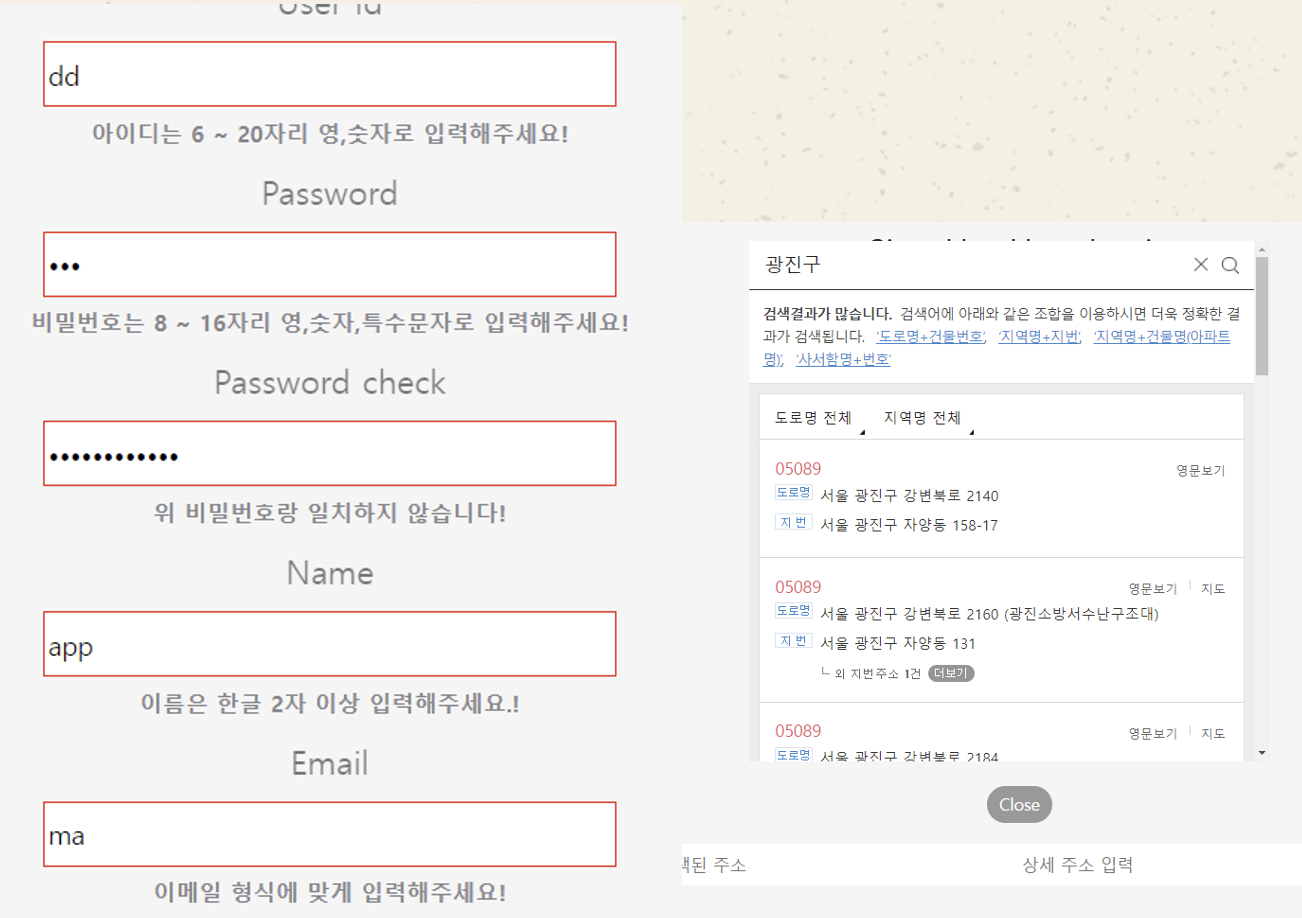 User id
dd
아이디는 6 ~ 20자리 영,숫자로 입력해주세요!
Password
•••
비밀번호는 8 ~ 16자리 영,숫자,특수문자로 입력해주세요!
Password check
••••••••••••
위 비밀번호랑 일치하지 않습니다!
Name
app
이름은 한글 2자 이상 입력해주세요.!
Email
ma
이메일 형식에 맞게 입력해주세요!
광진구
검색결과가 많습니다. 검색어에 아래와 같은 조합을 이용하시면 더욱 정확한 결
과가 검색됩니다. '도로명+건물번호', '지역명+지번', '지역명+건물명(아파트
명)', '사서함명+번호'
도로명 전체 지역명 전체
05089 영문보기
도로명 서울 광진구 강변북로 2140
지번 서울 광진구 자양동 158-17
05089 영문보기 지도
도로명 서울 광진구 강변북로 2160 (광진소방서수난구조대)
지번 서울 광진구 자양동 131
└ 외 지번주소 1건 더보기
05089 영문보기 지도
도로명 서울 광진구 강변북로 2184
Close
색된 주소 상세 주소 입력